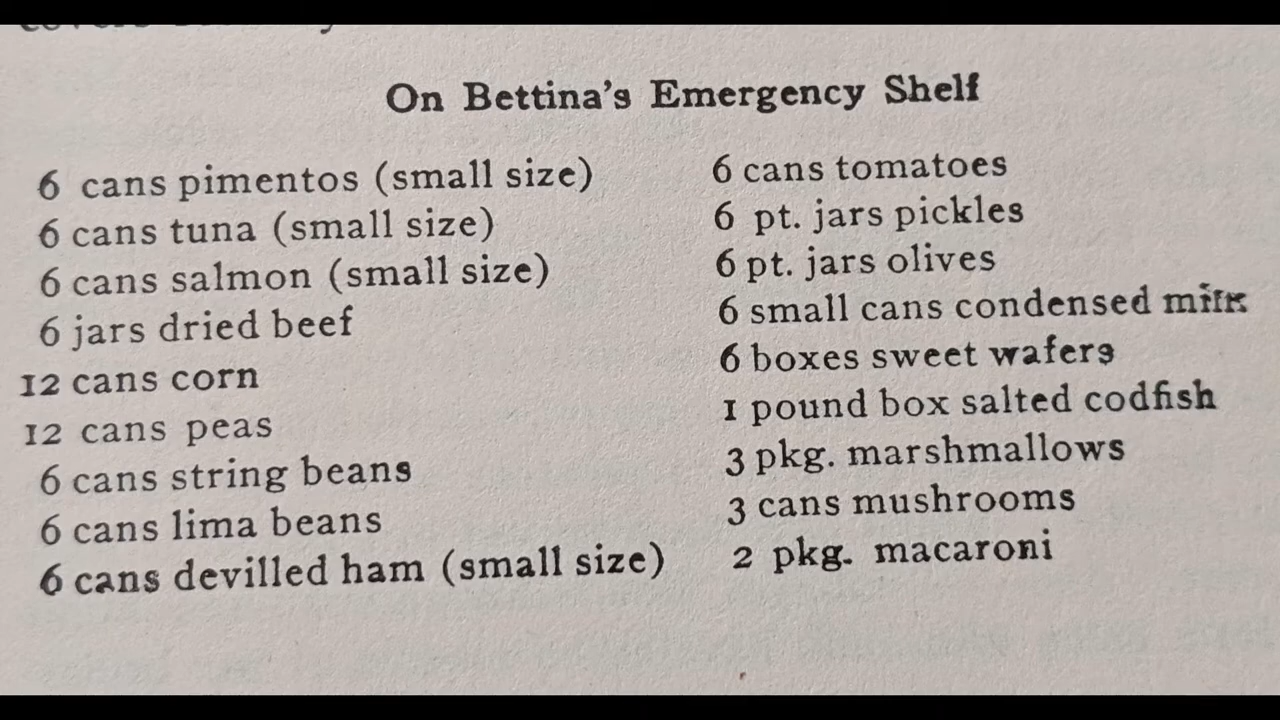 On Bettina's Emergency Shelf
6 cans pimentos (small size)
6 cans tuna (small size)
6 cans salmon (small size)
6 jars dried beef
12 cans corn
12 cans peas
6 cans string beans
6 cans lima beans
6 cans devilled ham (small size)
6 cans tomatoes
6 pt. jars pickles
6 pt. jars olives
6 small cans condensed milk
6 boxes sweet wafers
1 pound box salted codfish
3 pkg. marshmallows
3 cans mushrooms
2 pkg. macaroni